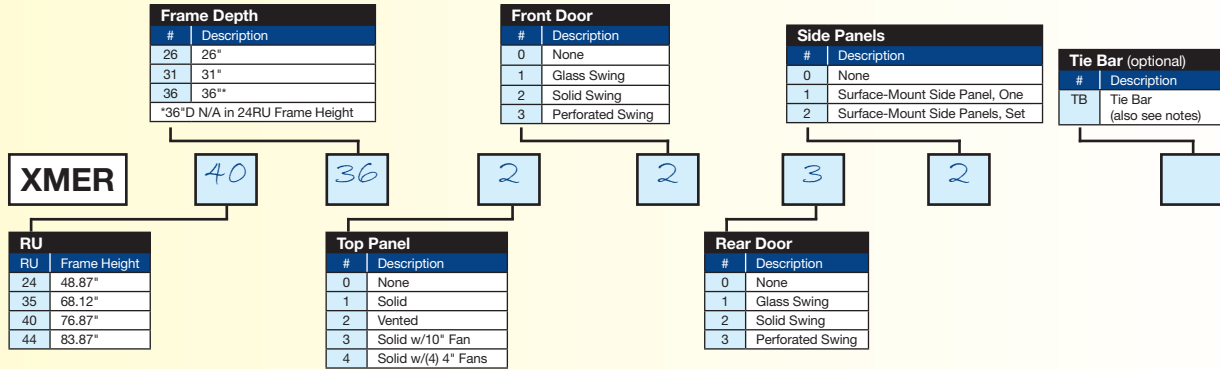 Frame Depth
# Description
26 26"
31 31"
36 36"*
*36"D N/A in 24RU Frame Height
Front Door
# Description
0 None
1 Glass Swing
2 Solid Swing
3 Perforated Swing
Side Panels
# Description
0 None
1 Surface-Mount Side Panel, One
2 Surface-Mount Side Panels, Set
Tie Bar (optional)
# Description
TB Tie Bar
(also see notes)
XMER 40 36 2 2 3 2
RU
RU Frame Height
24 48.87"
35 68.12"
40 76.87"
44 83.87"
Top Panel
# Description
0 None
1 Solid
2 Vented
3 Solid w/10" Fan
4 Solid w/(4) 4" Fans
Rear Door
# Description
0 None
1 Glass Swing
2 Solid Swing
3 Perforated Swing